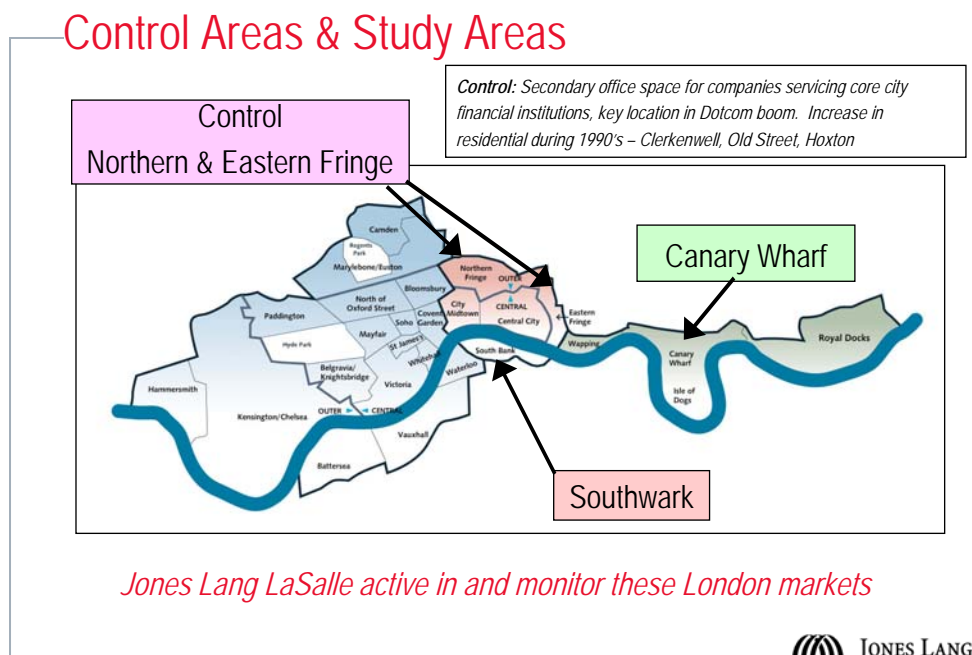 Control Areas & Study Areas
Control: Secondary office space for companies servicing core city
financial institutions, key location in Dotcom boom. Increase in
residential during 1990's – Clerkenwell, Old Street, Hoxton
Control
Northern & Eastern Fringe
Canary Wharf
Camden
Regents
Park
Marylebone/Euston
Northern
Fringe
OUTER
Bloomsbury
Paddington
North of
Oxford Street
City
Midtown
CENTRAL
Central City
Eastern
Fringe
Covent
Garden
Soho
Mayfair
St James's
Hyde Park
Whitehall
South Bank
Wapping
Canary
Wharf
Royal Docks
Belgravia/
Knightsbridge
Victoria
Waterloo
Hammersmith
Isle of
Dogs
Kensington/Chelsea
OUTER
CENTRAL
Vauxhall
Battersea
Southwark
Jones Lang LaSalle active in and monitor these London markets
JONES LANG